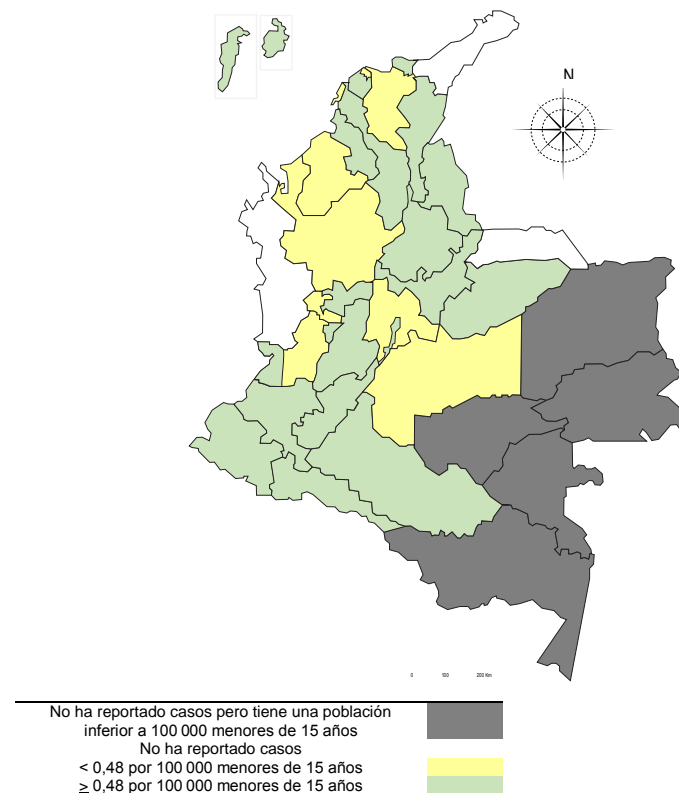 N
0 100 200 Km
No ha reportado casos pero tiene una población
inferior a 100 000 menores de 15 años
No ha reportado casos
< 0,48 por 100 000 menores de 15 años
≥ 0,48 por 100 000 menores de 15 años